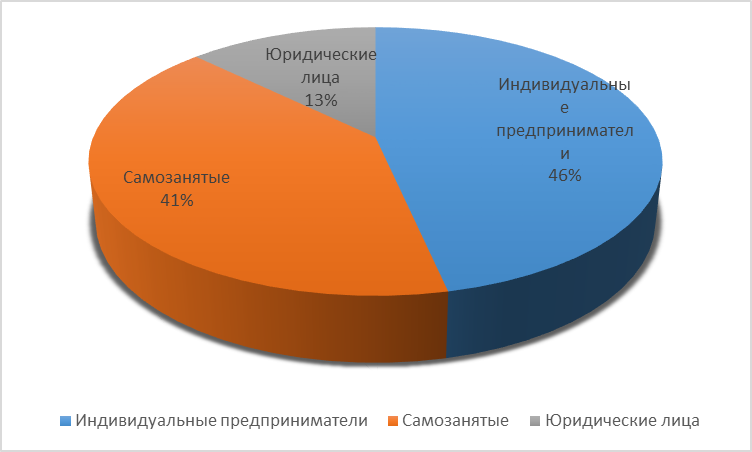 Юридические
лица
13%
Индивидуальны
е
предпринимател
и
46%
Самозанятые
41%
Индивидуальные предприниматели Самозанятые Юридические лица